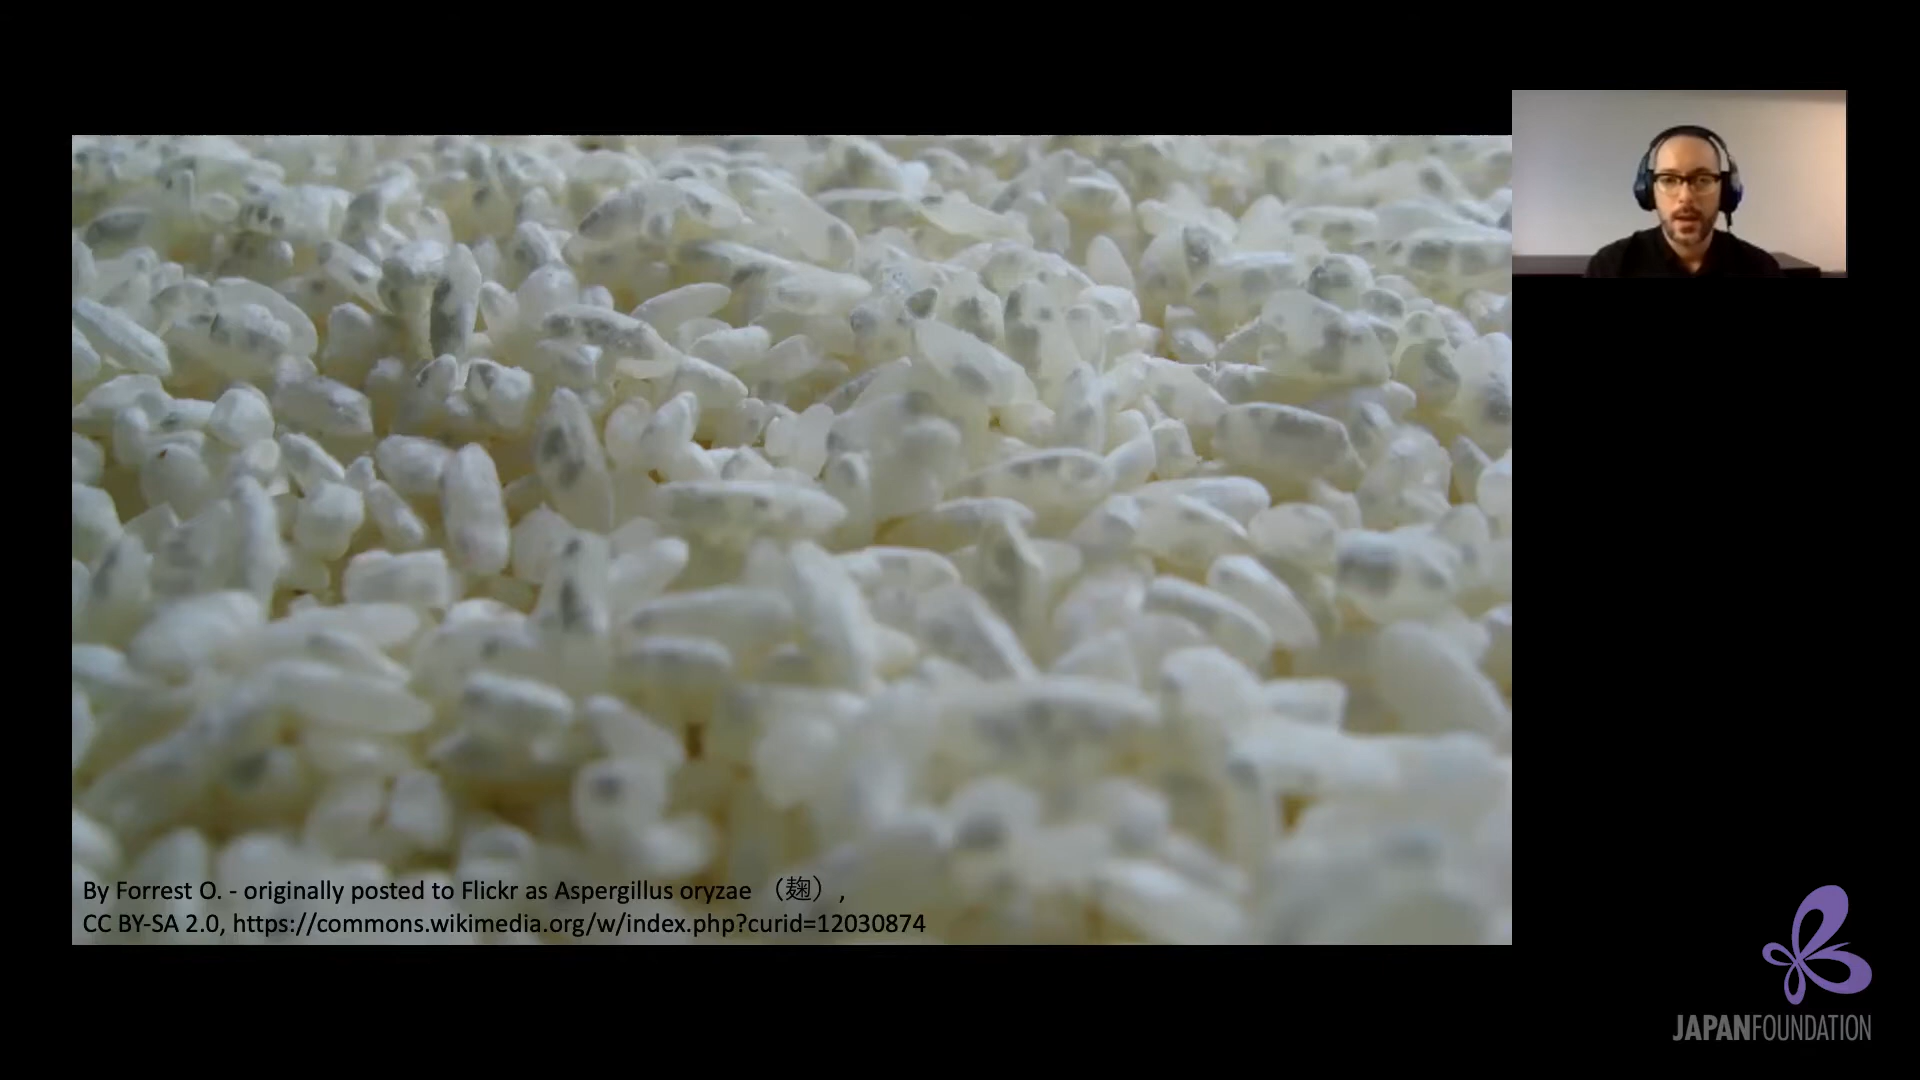 By Forrest O. - originally posted to Flickr as Aspergillus oryzae （麹）,
CC BY-SA 2.0, https://commons.wikimedia.org/w/index.php?curid=12030874
JAPANFOUNDATION